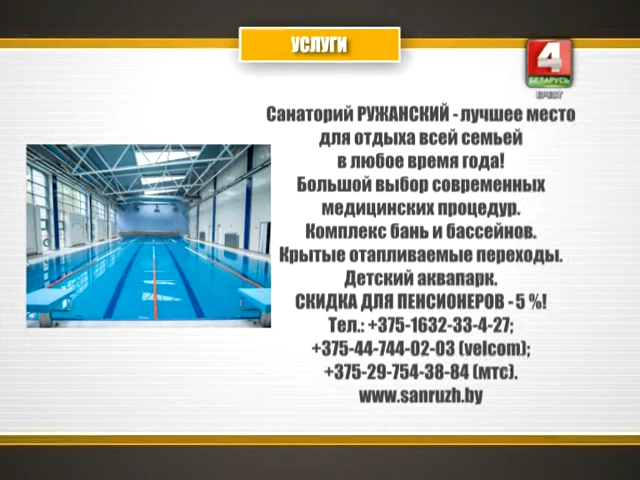 УСЛУГИ
4
БЕЛАРУСЬ
БРЕСТ
Санаторий РУЖАНСКИЙ - лучшее место
для отдыха всей семьей
в любое время года!
Большой выбор современных
медицинских процедур.
Комплекс бань и бассейнов.
Крытые отапливаемые переходы.
Детский аквапарк.
СКИДКА ДЛЯ ПЕНСИОНЕРОВ - 5 %!
Тел.: +375-1632-33-4-27;
+375-44-744-02-03 (velcom);
+375-29-754-38-84 (мтс).
www.sanruzh.by